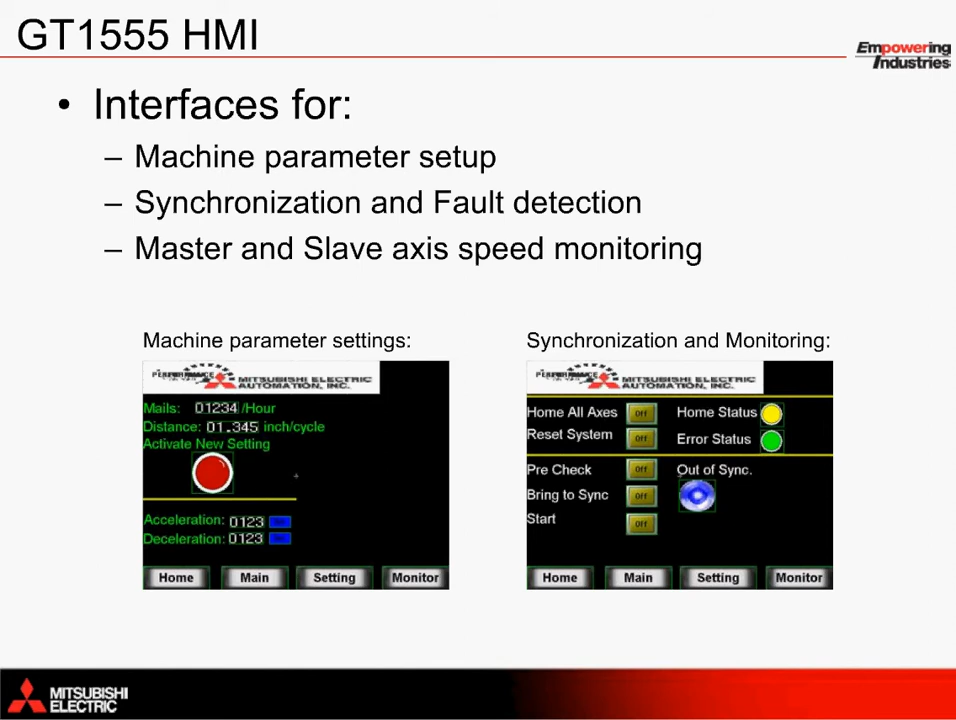 GT1555 HMI
Empowering
Industries
• Interfaces for:
– Machine parameter setup
– Synchronization and Fault detection
– Master and Slave axis speed monitoring
Machine parameter settings:
PERFORMANCE
MITSUBISHI ELECTRIC
AUTOMATION, INC.
Mails: 01234 /Hour
Distance: 01.345 inch/cycle
Activate New Setting
Acceleration: 0123
Deceleration: 0123
Home Main Setting Monitor
Synchronization and Monitoring:
PERFORMANCE
MITSUBISHI ELECTRIC
AUTOMATION, INC.
Home All Axes Off Home Status
Reset System Off Error Status
Pre Check Off Out of Sync.
Bring to Sync Off
Start Off
Home Main Setting Monitor
MITSUBISHI
ELECTRIC